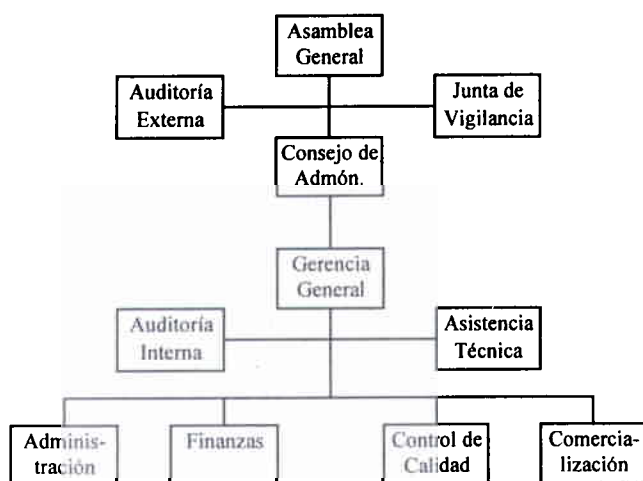 Asamblea
General
Auditoría
Externa
Junta de
Vigilancia
Consejo de
Admón.
Gerencia
General
Auditoría
Interna
Asistencia
Técnica
Adminis-
tración
Finanzas
Control de
Calidad
Comercia-
lización